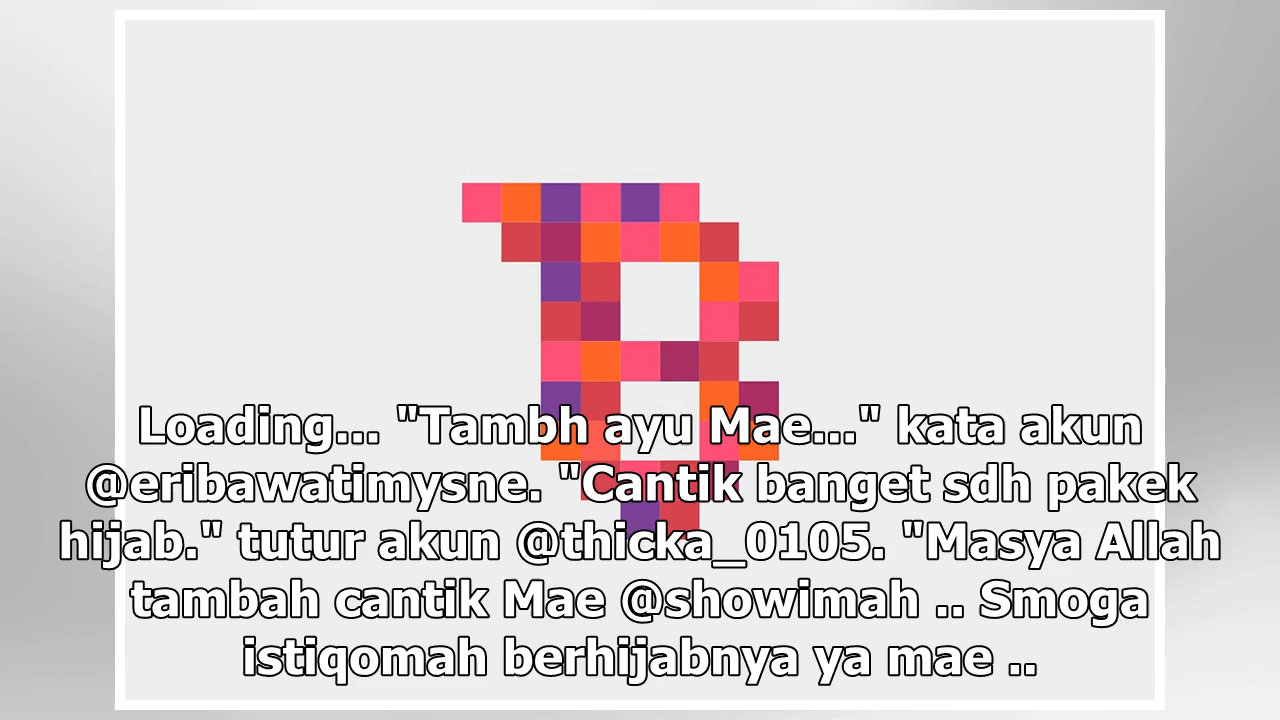 Loading... "Tambh ayu Mae..." kata akun
@eribawatimysne. "Cantik banget sdh pakek
hijab." tutur akun @thicka_0105. "Masya Allah
tambah cantik Mae @showimah .. Smoga
istiqomah berhijabnya ya mae ..